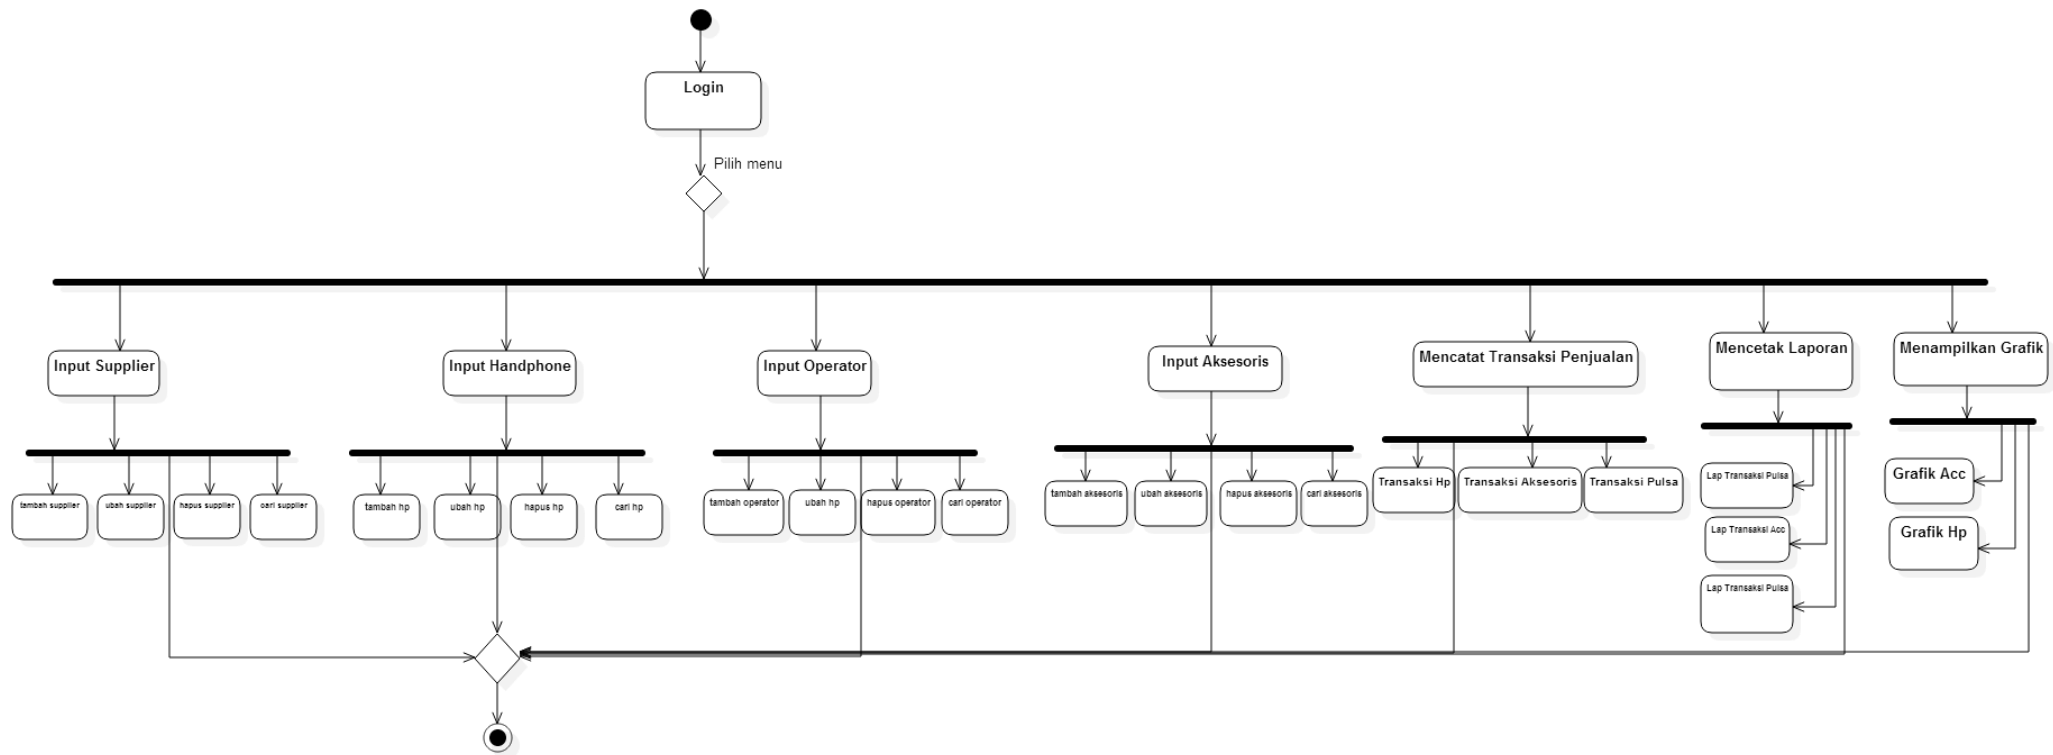 Login
Pilih menu
Input Supplier
Input Handphone
Input Operator
Input Aksesoris
Mencatat Transaksi Penjualan
Mencetak Laporan
Menampilkan Grafik
tambah supplier
ubah supplier
hapus supplier
cari supplier
tambah hp
ubah hp
hapus hp
cari hp
tambah operator
ubah hp
hapus operator
cari operator
tambah aksesoris
ubah aksesoris
hapus aksesoris
cari aksesoris
Transaksi Hp
Transaksi Aksesoris
Transaksi Pulsa
Lap Transaksi Pulsa
Lap Transaksi Acc
Lap Transaksi Pulsa
Grafik Acc
Grafik Hp